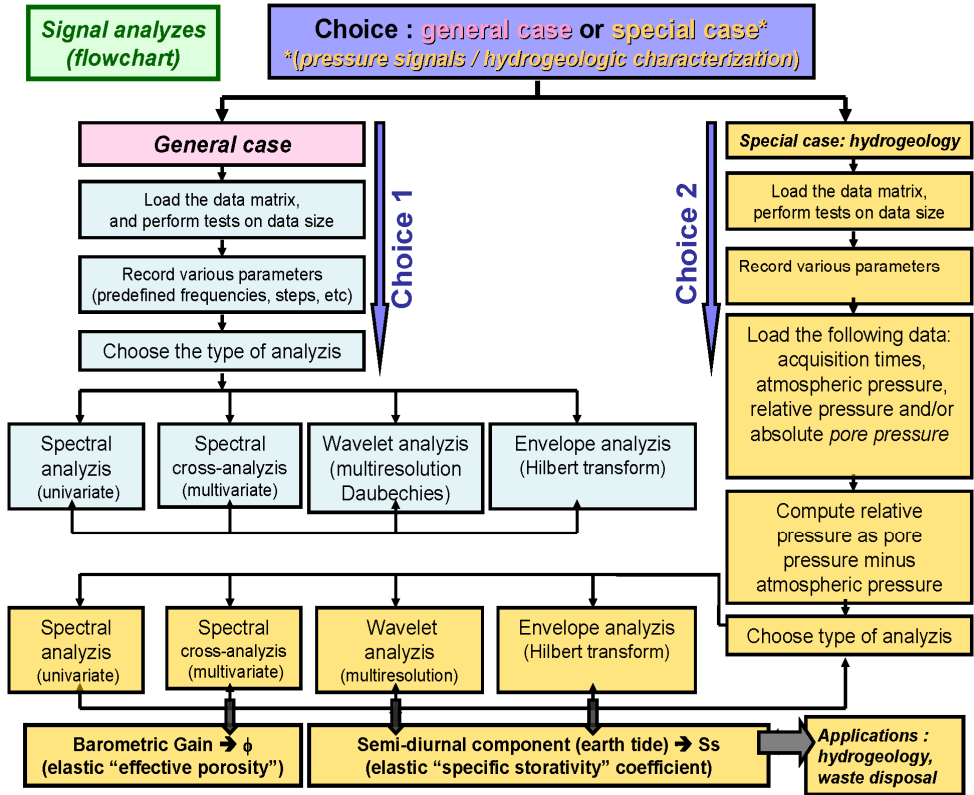 Signal analyzes
(flowchart)
Choice : general case or special case*
*(pressure signals / hydrogeologic characterization)
General case
Load the data matrix,
and perform tests on data size
Record various parameters
(predefined frequencies, steps, etc)
Choose the type of analyzis
Choice 1
Choice 2
Special case: hydrogeology
Load the data matrix,
perform tests on data size
Record various parameters
Load the following data:
acquisition times,
atmospheric pressure,
relative pressure and/or
absolute pore pressure
Compute relative
pressure as pore
pressure minus
atmospheric pressure
Choose type of analyzis
Spectral
analyzis
(univariate)
Spectral
cross-analyzis
(multivariate)
Wavelet analyzis
(multiresolution
Daubechies)
Envelope analyzis
(Hilbert transform)
Spectral
analyzis
(univariate)
Spectral
cross-analyzis
(multivariate)
Wavelet
analyzis
(multiresolution)
Envelope analyzis
(Hilbert transform)
Barometric Gain ➔ ϕ
(elastic “effective porosity”)
Semi-diurnal component (earth tide) ➔ Ss
(elastic “specific storativity” coefficient)
Applications :
hydrogeology,
waste disposal